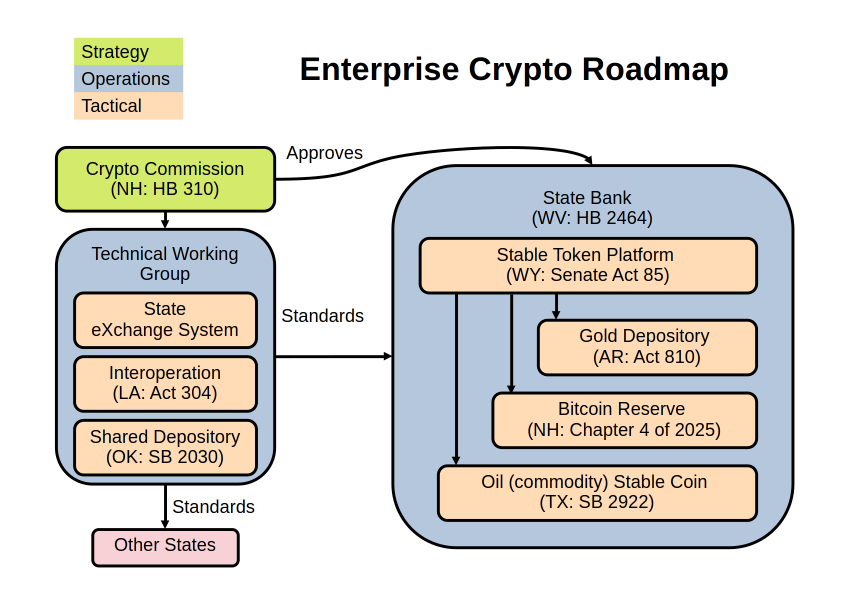 Strategy
Operations
Tactical
Enterprise Crypto Roadmap
Crypto Commission
(NH: HB 310)
Approves
Technical Working
Group
State
eXchange System
Interoperation
(LA: Act 304)
Shared Depository
(OK: SB 2030)
Standards
Standards
Other States
State Bank
(WV: HB 2464)
Stable Token Platform
(WY: Senate Act 85)
Gold Depository
(AR: Act 810)
Bitcoin Reserve
(NH: Chapter 4 of 2025)
Oil (commodity) Stable Coin
(TX: SB 2922)